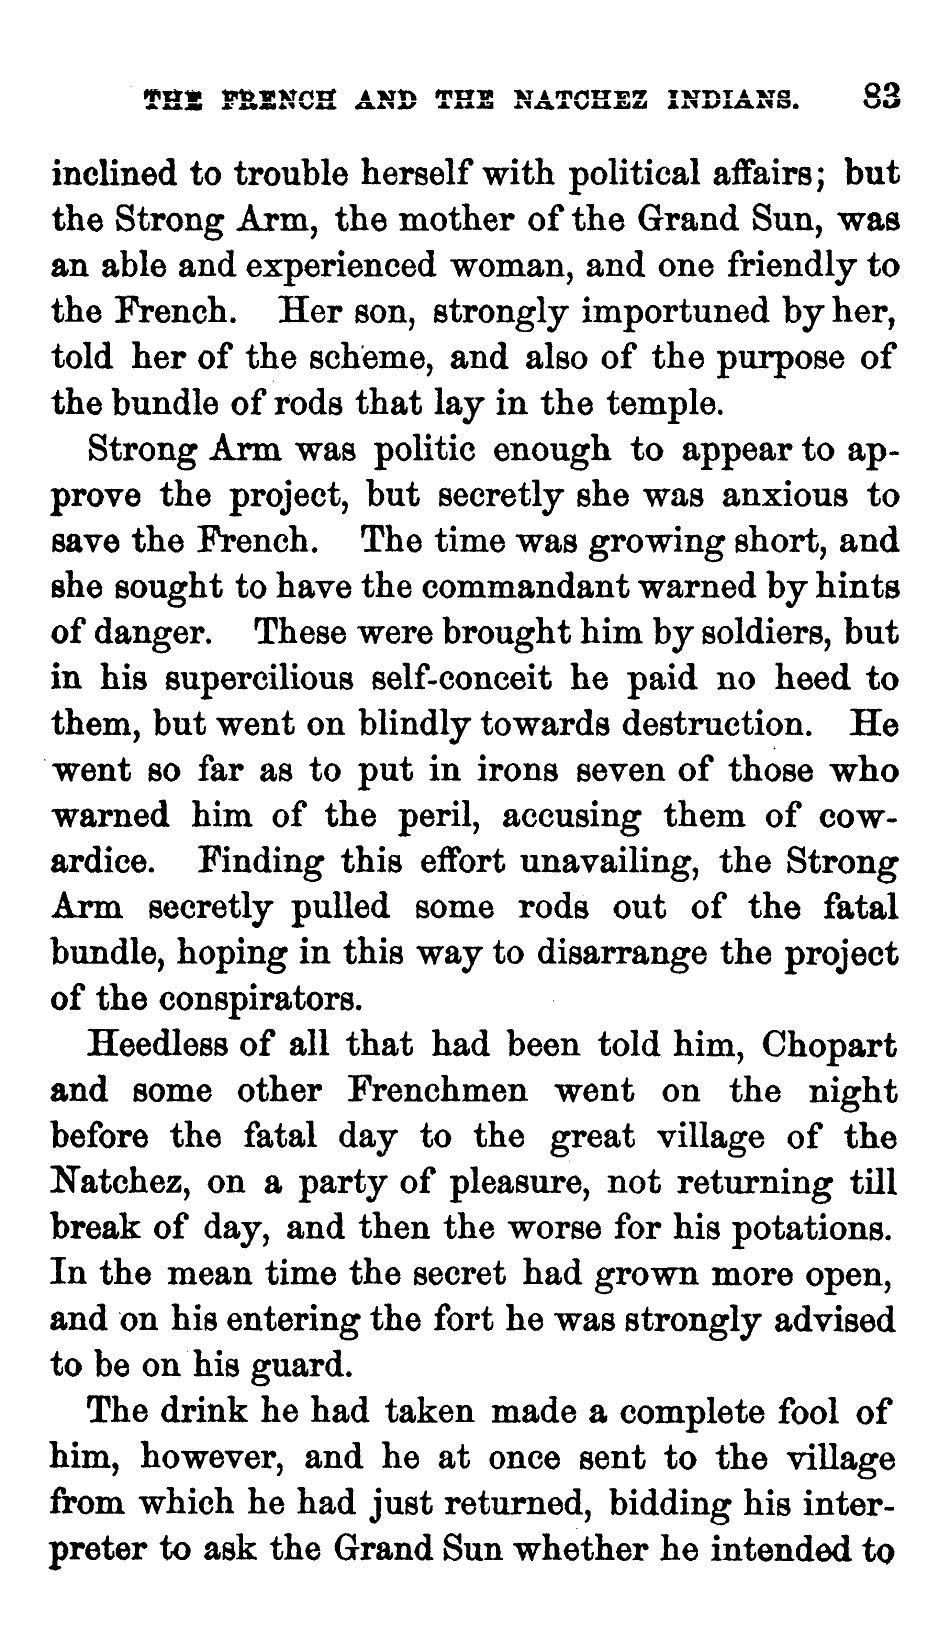 THE FRENCH AND THE NATCHEZ INDIANS. 83
inclined to trouble herself with political affairs; but
the Strong Arm, the mother of the Grand Sun, was
an able and experienced woman, and one friendly to
the French. Her son, strongly importuned by her,
told her of the scheme, and also of the purpose of
the bundle of rods that lay in the temple.
Strong Arm was politic enough to appear to ap-
prove the project, but secretly she was anxious to
save the French. The time was growing short, and
she sought to have the commandant warned by hints
of danger. These were brought him by soldiers, but
in his supercilious self-conceit he paid no heed to
them, but went on blindly towards destruction. He
went so far as to put in irons seven of those who
warned him of the peril, accusing them of cow-
ardice. Finding this effort unavailing, the Strong
Arm secretly pulled some rods out of the fatal
bundle, hoping in this way to disarrange the project
of the conspirators.
Heedless of all that had been told him, Chopart
and some other Frenchmen went on the night
before the fatal day to the great village of the
Natchez, on a party of pleasure, not returning till
break of day, and then the worse for his potations.
In the mean time the secret had grown more open,
and on his entering the fort he was strongly advised
to be on his guard.
The drink he had taken made a complete fool of
him, however, and he at once sent to the village
from which he had just returned, bidding his inter-
preter to ask the Grand Sun whether he intended to